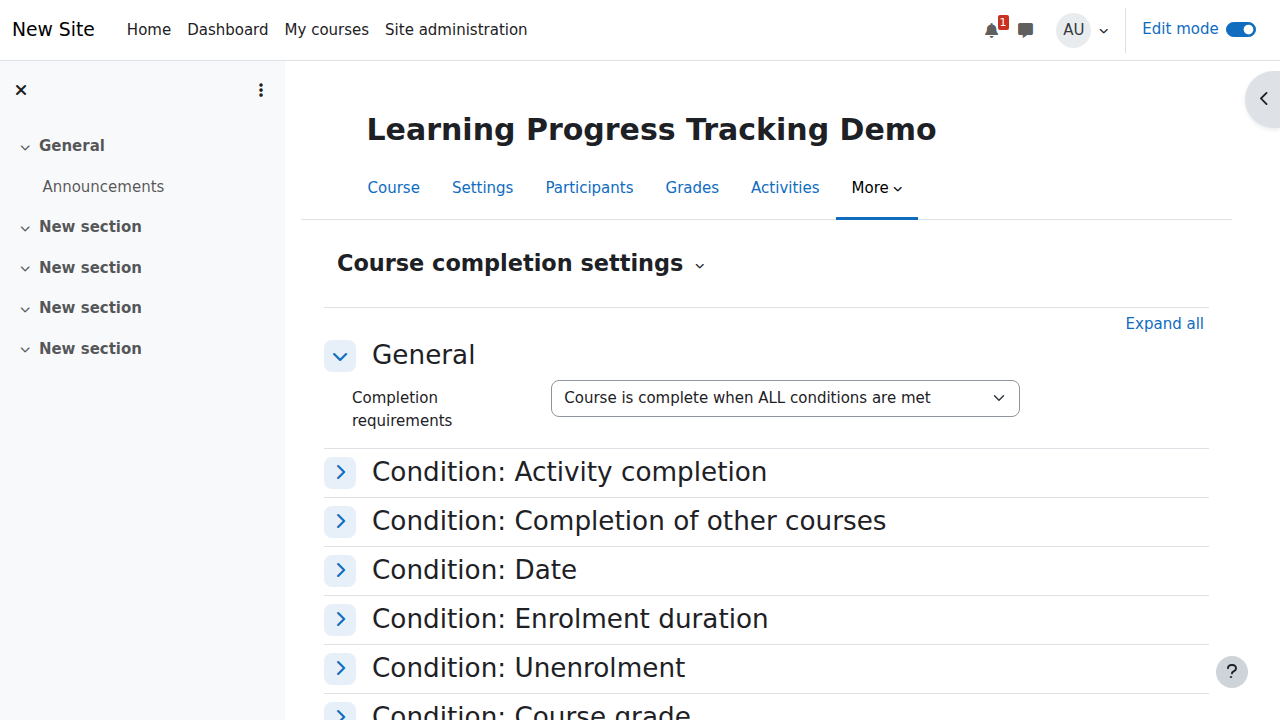 New Site
Home
Dashboard
My courses
Site administration
1
AU
Edit mode
General
Announcements
New section
New section
New section
New section
Learning Progress Tracking Demo
Course
Settings
Participants
Grades
Activities
More
Course completion settings
Expand all
General
Completion
requirements
Course is complete when ALL conditions are met
Condition: Activity completion
Condition: Completion of other courses
Condition: Date
Condition: Enrolment duration
Condition: Unenrolment
Condition: Course grade
?